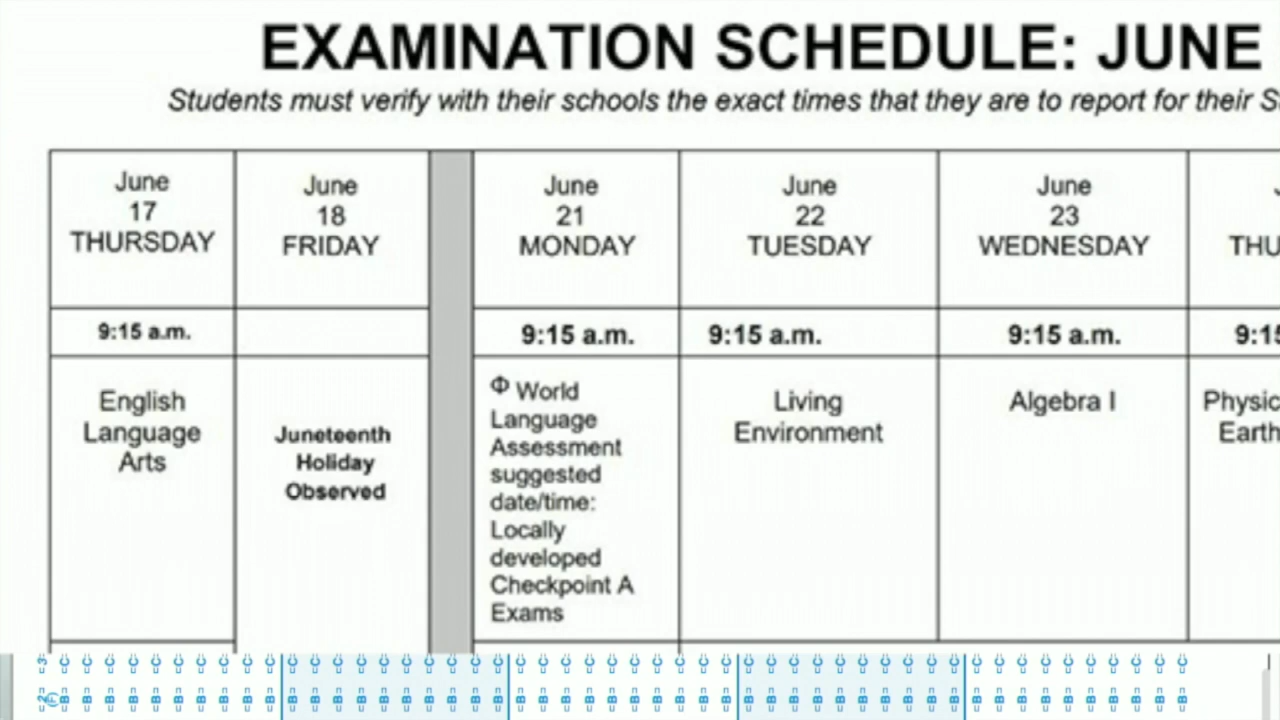 EXAMINATION SCHEDULE: JUNE
Students must verify with their schools the exact times that they are to report for their
June
17
THURSDAY
June
18
FRIDAY
June
21
MONDAY
June
22
TUESDAY
June
23
WEDNESDAY
9:15 a.m.
9:15 a.m.
9:15 a.m.
9:15 a.m.
English
Language
Arts
Juneteenth
Holiday
Observed
Φ World
Language
Assessment
suggested
date/time:
Locally
developed
Checkpoint A
Exams
Living
Environment
Algebra I